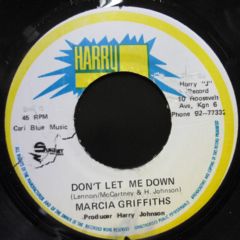 HARRY
Harry "J"
Record
10 Roosevelt
Ave, Kgn 6
Phone 92-77332
45 RPM
Cari Blue Music
DON'T LET ME DOWN
(Lennon/McCartney & H. Johnson)
MARCIA GRIFFITHS
Producer Harry Johnson